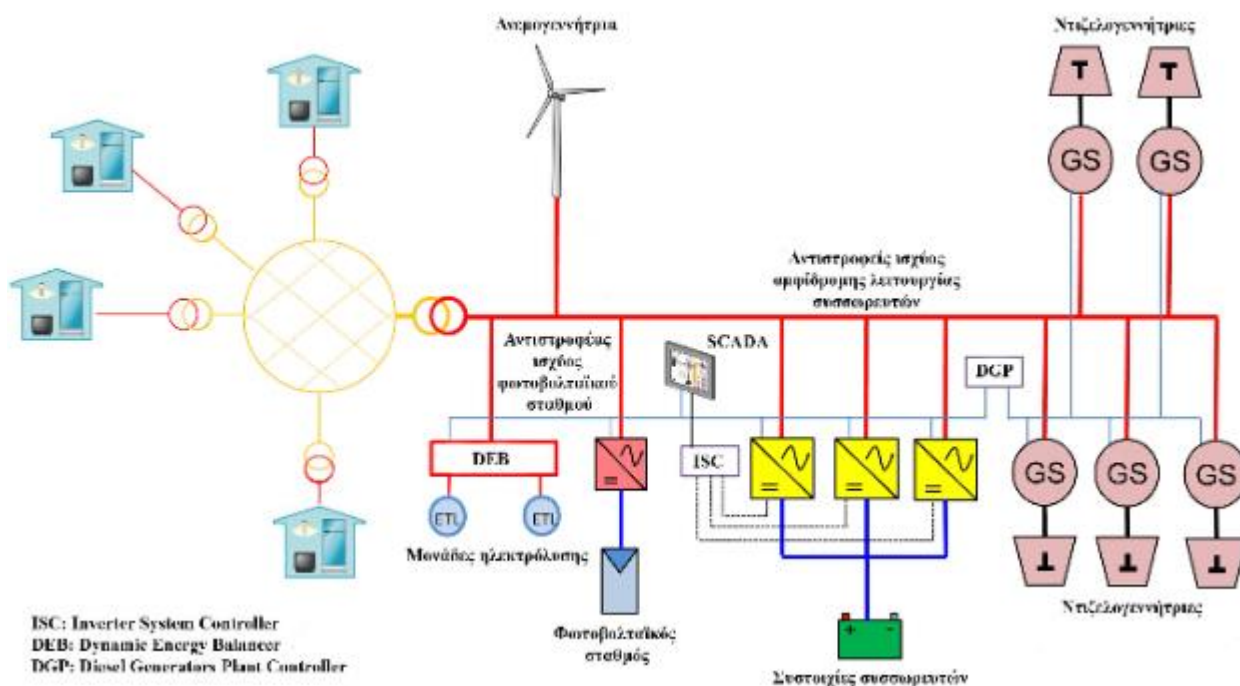 Ανεμογεννήτρια
Ντιζελογεννήτριες
T
T
GS
GS
Αντιστροφείς ισχύος
αμφίδρομης λειτουργίας
συσσωρευτών
Αντιστροφέας
ισχύος
φωτοβολταϊκού
σταθμού
SCADA
DGP
DEB
ISC
GS
GS
GS
ETL
ETL
Μονάδες ηλεκτρόλυσης
T
T
T
Ντιζελογεννήτριες
+ -
Φωτοβολταϊκός
σταθμός
Συστοιχίες συσσωρευτών
ISC: Inverter System Controller
DEB: Dynamic Energy Balancer
DGP: Diesel Generators Plant Controller